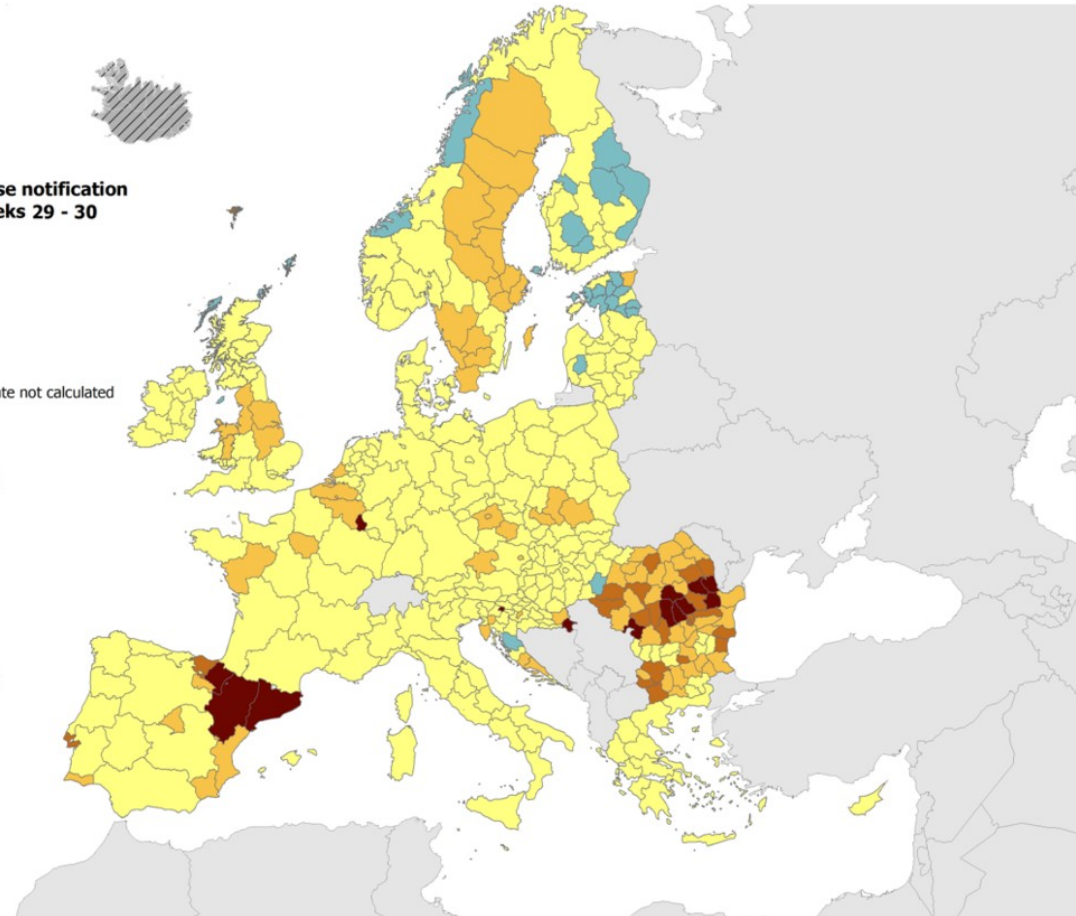 se notification
eks 29 - 30
te not calculated